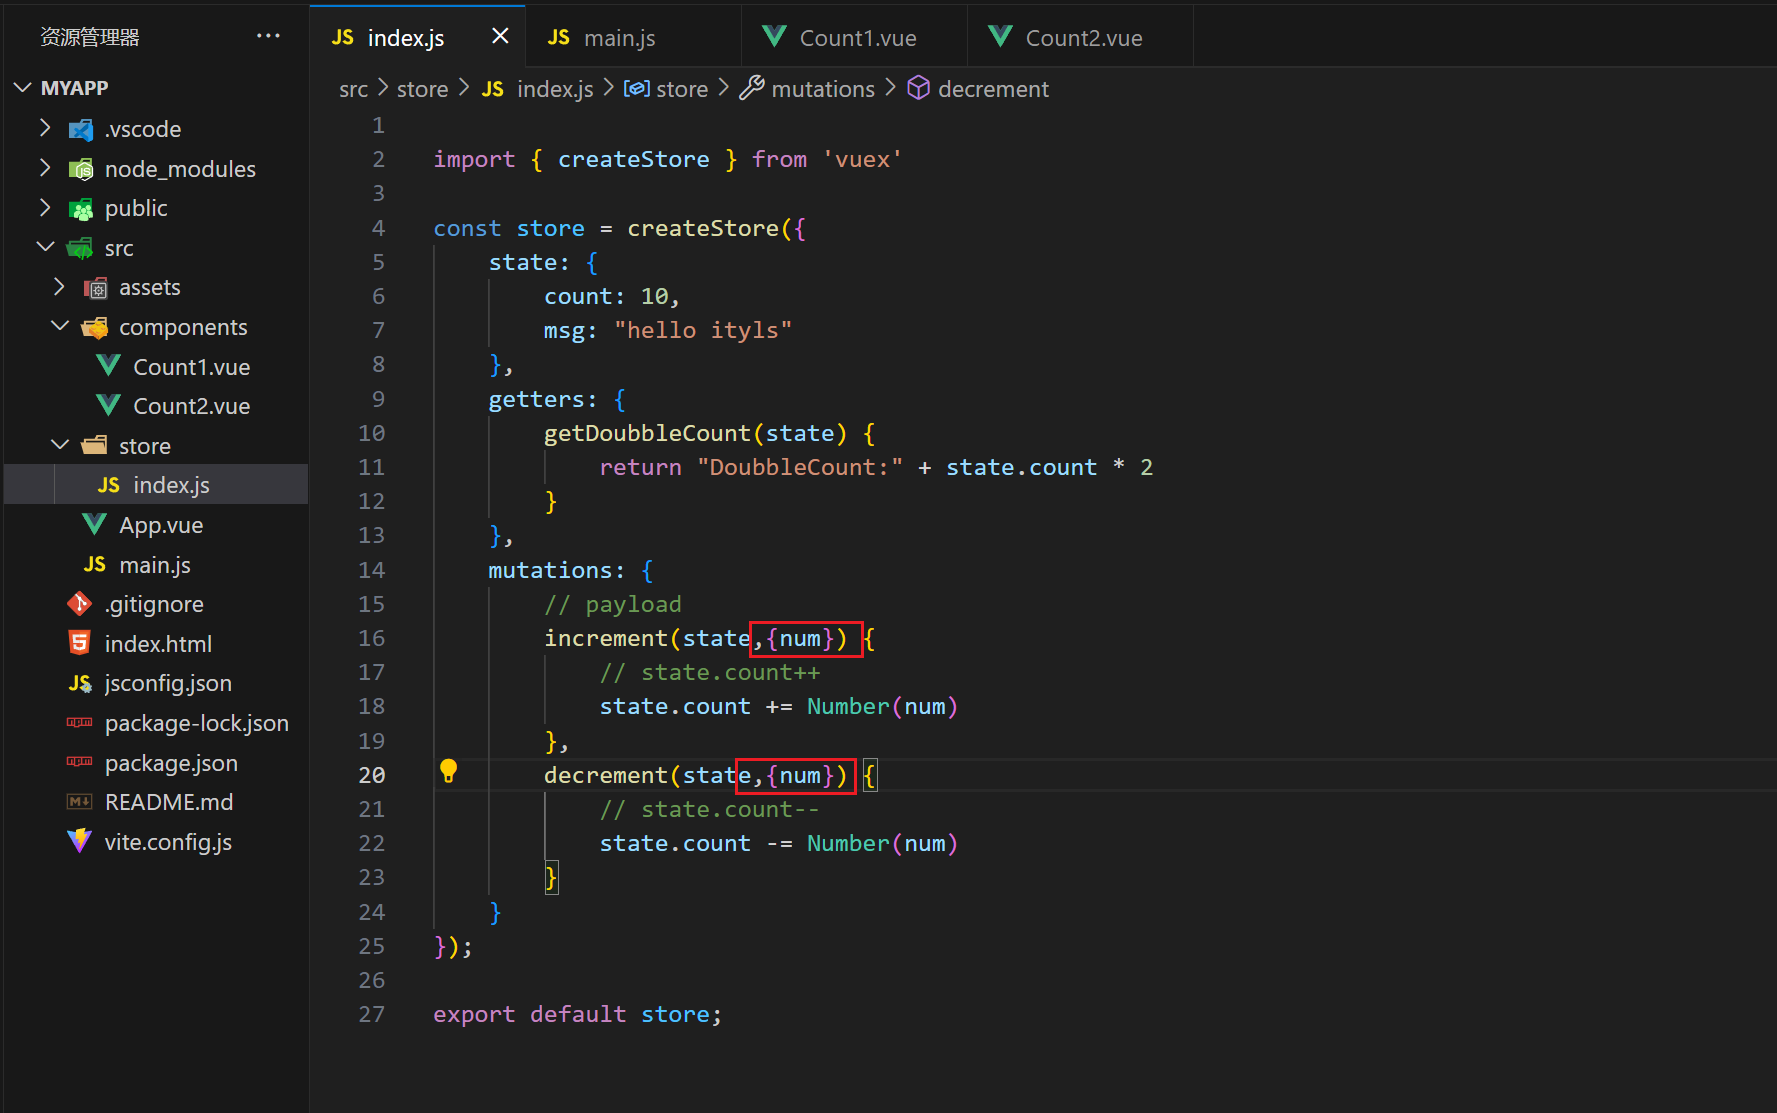 资源管理器 ...
MYAPP
.vscode
node_modules
public
src
assets
components
Count1.vue
Count2.vue
store
JS index.js
App.vue
JS main.js
.gitignore
index.html
JS jsconfig.json
package-lock.json
package.json
README.md
vite.config.js
JS index.js
JS main.js
Count1.vue
Count2.vue
src > store > JS index.js > store > mutations > decrement
1
2 import { createStore } from 'vuex'
3
4 const store = createStore({
5 state: {
6 count: 10,
7 msg: "hello ityls"
8 },
9 getters: {
10 getDoubbleCount(state) {
11 return "DoubbleCount:" + state.count * 2
12 }
13 },
14 mutations: {
15 // payload
16 increment(state,{num}) {
17 // state.count++
18 state.count += Number(num)
19 },
20 decrement(state,{num}) {
21 // state.count--
22 state.count -= Number(num)
23 }
24 }
25 });
26
27 export default store;